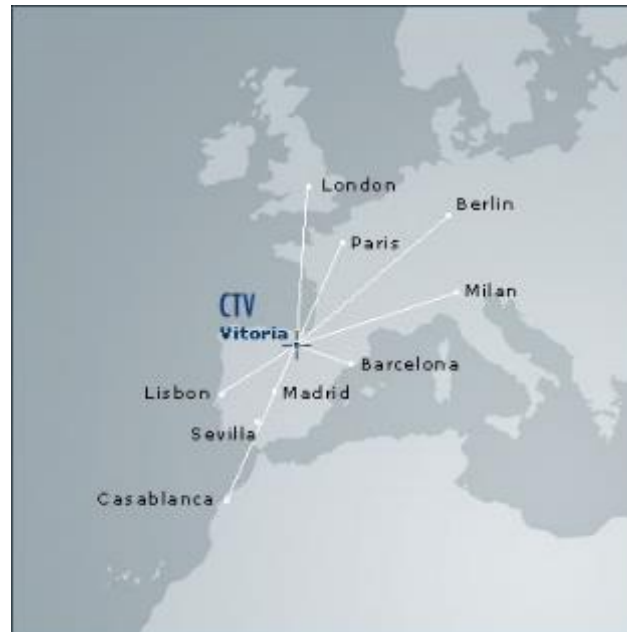 London
Berlin
Paris
Milan
CTV
Vitoria
Barcelona
Lisbon
Madrid
Sevilla
Casablanca